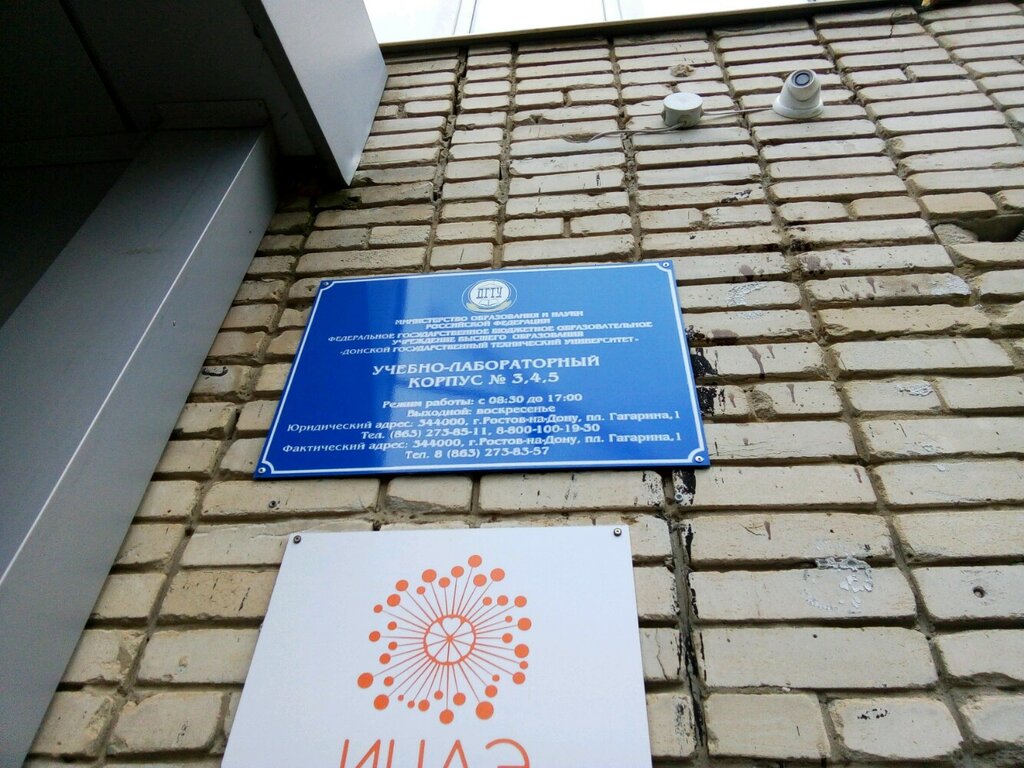 ДГТУ
МИНИСТЕРСТВО ОБРАЗОВАНИЯ И НАУКИ
РОССИЙСКОЙ ФЕДЕРАЦИИ
ФЕДЕРАЛЬНОЕ ГОСУДАРСТВЕННОЕ БЮДЖЕТНОЕ ОБРАЗОВАТЕЛЬНОЕ
УЧРЕЖДЕНИЕ ВЫСШЕГО ОБРАЗОВАНИЯ
"ДОНСКОЙ ГОСУДАРСТВЕННЫЙ ТЕХНИЧЕСКИЙ УНИВЕРСИТЕТ"
УЧЕБНО-ЛАБОРАТОРНЫЙ
КОРПУС № 3,4,5
Режим работы: с 08:30 до 17:00
Выходной: воскресенье
Юридический адрес: 344000, г.Ростов-на-Дону, пл. Гагарина,1
Тел. (863) 273-85-11, 8-800-100-19-30
Фактический адрес: 344000, г.Ростов-на-Дону, пл. Гагарина,1
Тел. 8 (863) 273-83-57